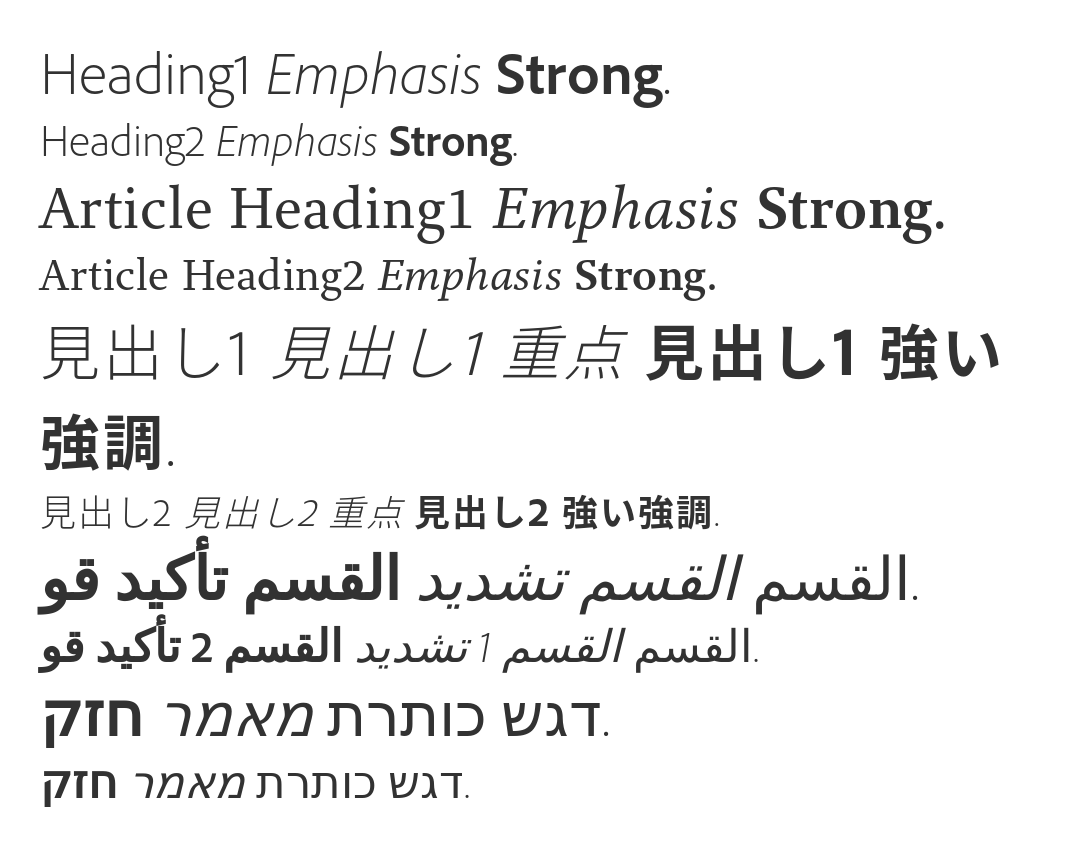 Heading1 Emphasis Strong.
Heading2 Emphasis Strong.
Article Heading1 Emphasis Strong.
Article Heading2 Emphasis Strong.
見出し1 見出し1 重点 見出し1 強い
強調.
見出し2 見出し2 重点 見出し2 強い強調.
القسم القسم تشديد القسم تأكيد قو.
القسم القسم 1 تشديد القسم 2 تأكيد قو.
דגש כותרת מאמר חזק.
דגש כותרת מאמר חזק.